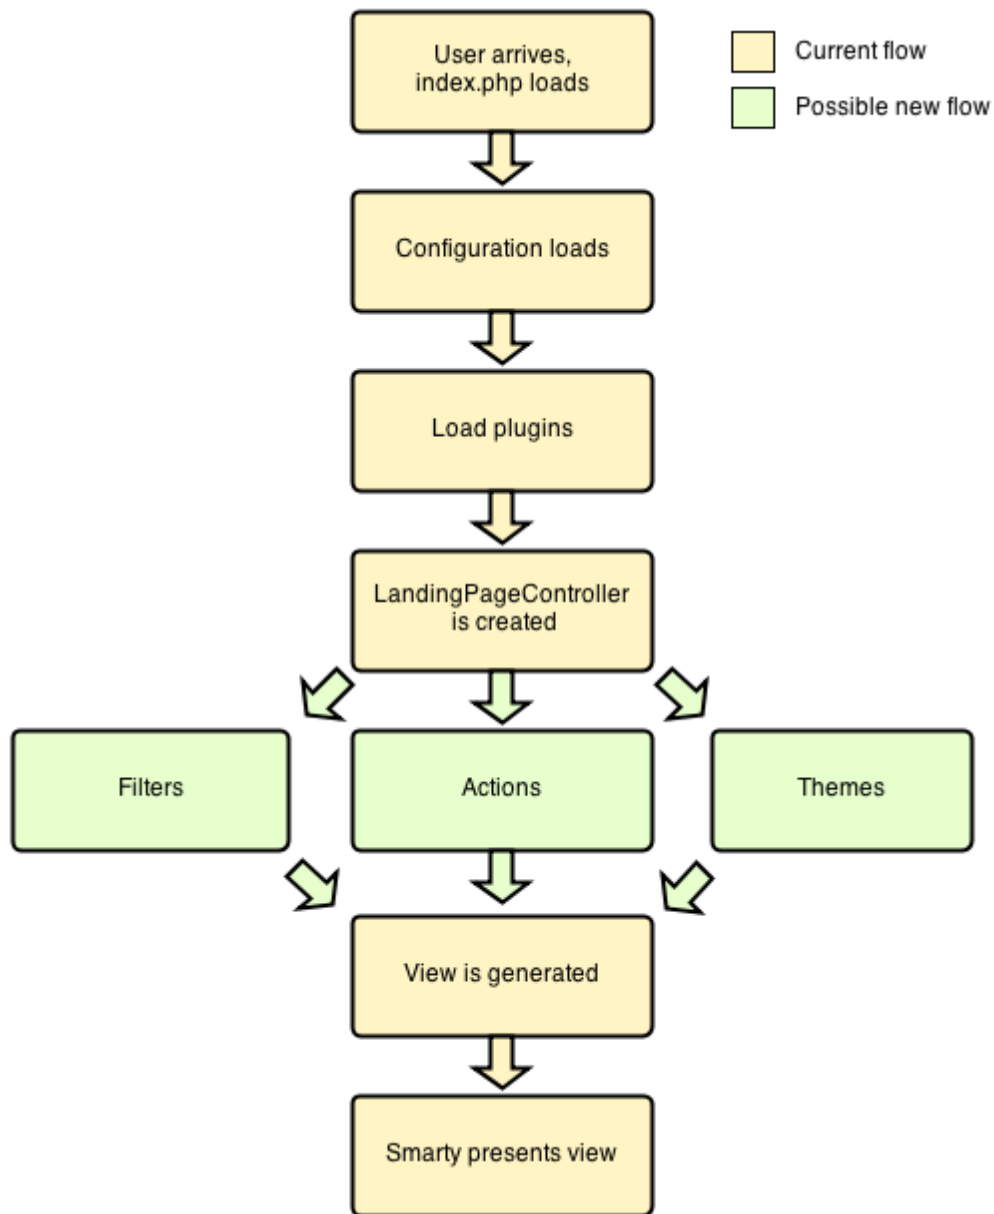 User arrives,
index.php loads
Current flow
Possible new flow
Configuration loads
Load plugins
LandingPageController
is created
Filters
Actions
Themes
View is generated
Smarty presents view